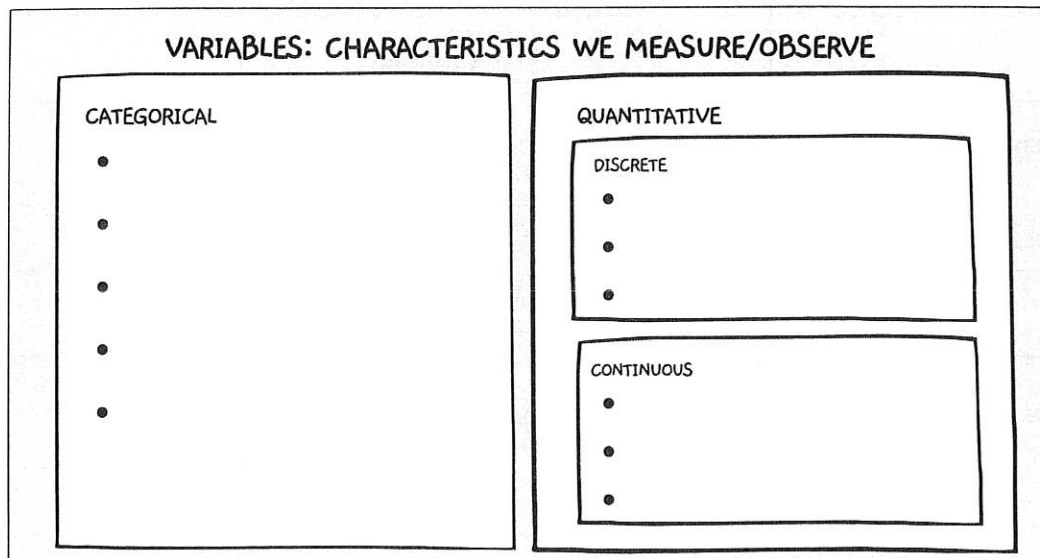 VARIABLES: CHARACTERISTICS WE MEASURE/OBSERVE
CATEGORICAL
QUANTITATIVE
DISCRETE
CONTINUOUS